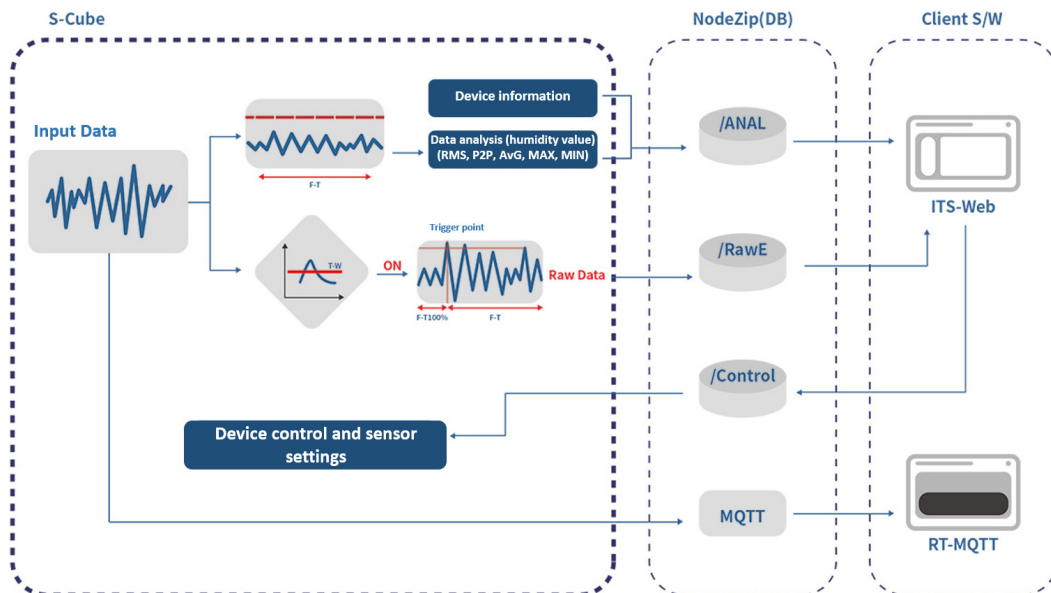 S-Cube
NodeZip(DB)
Client S/W
Input Data
F-T
Device information
Data analysis (humidity value)
(RMS, P2P, AvG, MAX, MIN)
/ANAL
ITS-Web
T-W
ON
Trigger point
F-T100%
F-T
Raw Data
/RawE
/Control
Device control and sensor
settings
MQTT
RT-MQTT